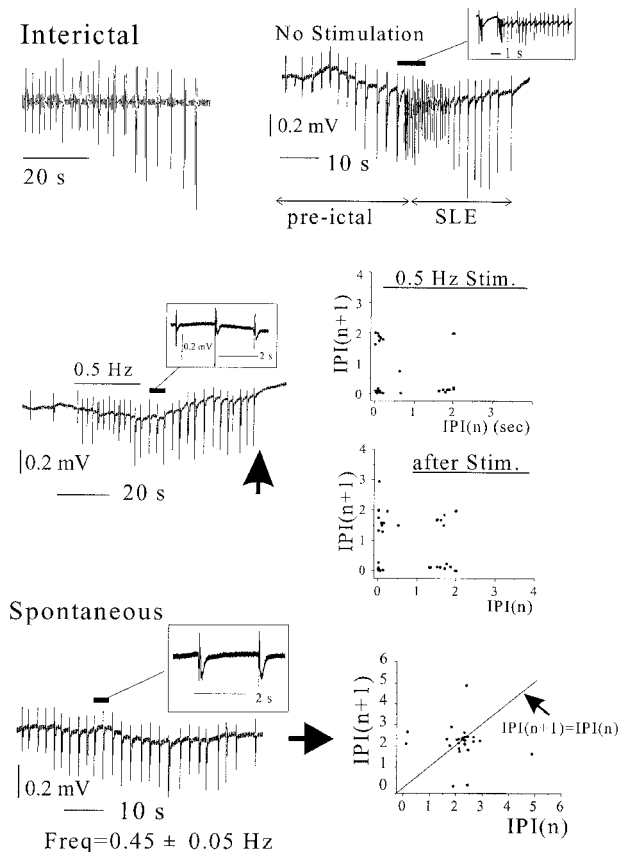 Interictal
No Stimulation
1 s
0.2 mV
20 s
10 s
pre-ictal
SLE
0.5 Hz
0.2 mV
2 s
0.2 mV
20 s
0.5 Hz Stim.
IPI(n+1)
4
3
2
1
0
0
1
2
3
IPI(n) (sec)
after Stim.
IPI(n+1)
4
3
2
1
0
0
1
2
3
4
IPI(n)
Spontaneous
2 s
0.2 mV
10 s
Freq=0.45 ± 0.05 Hz
IPI(n+1)
6
5
4
3
2
1
0
IPI(n+1)=IPI(n)
0
1
2
3
4
5
6
IPI(n)